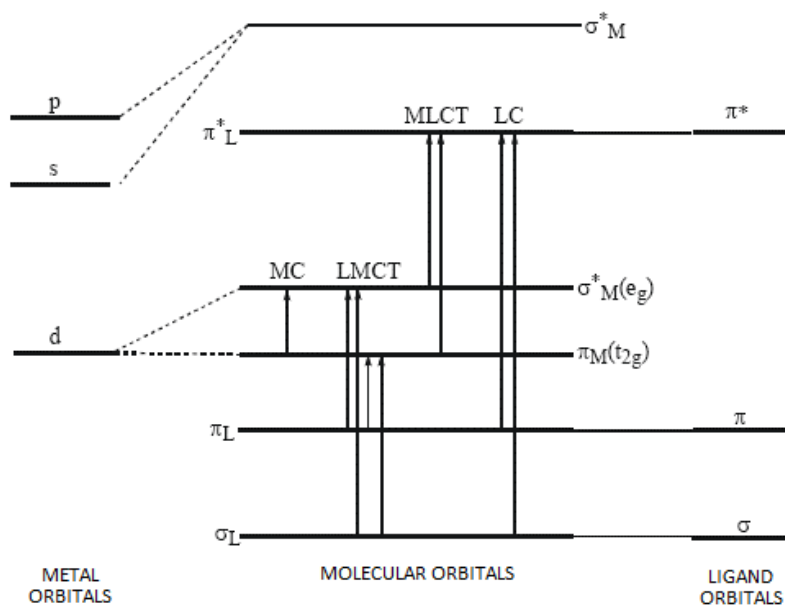 σ*M
p
π*L
MLCT
LC
π*
s
MC
LMCT
σ*M(eg)
d
πM(t2g)
πL
π
σL
σ
METAL
ORBITALS
MOLECULAR ORBITALS
LIGAND
ORBITALS